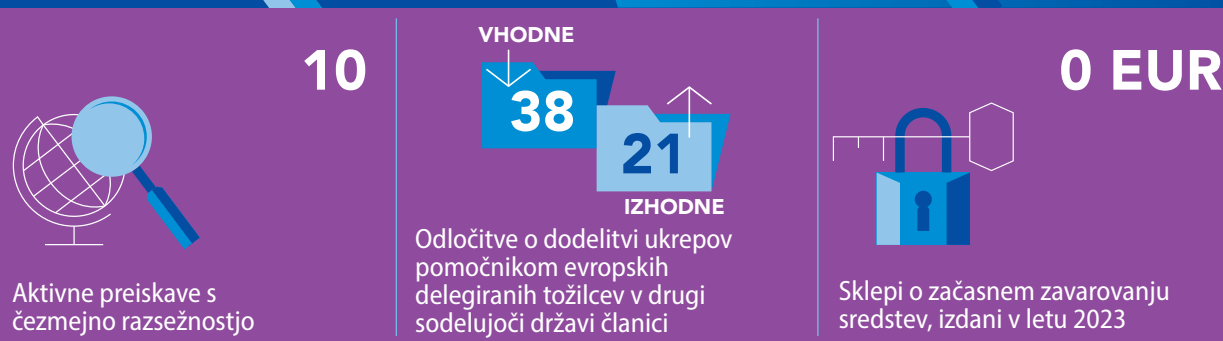 10
Aktivne preiskave s
čezmejno razsežnostjo
VHODNE
38
21
IZHODNE
Odločitve o dodelitvi ukrepov
pomočnikom evropskih
delegiranih tožilcev v drugi
sodelujoči državi članici
0 EUR
Sklepi o začasnem zavarovanju
sredstev, izdani v letu 2023